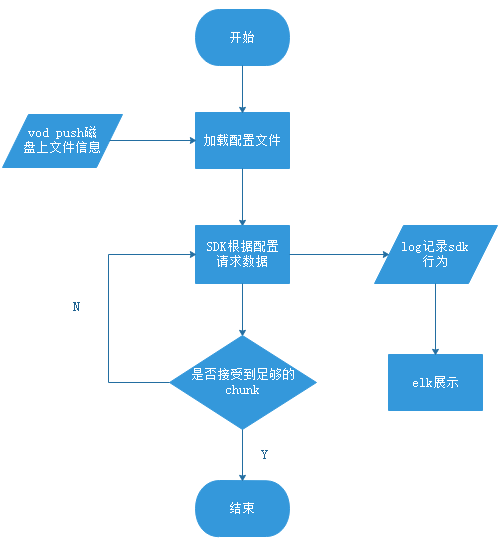 开始
vod push磁
盘上文件信息
加载配置文件
SDK根据配置
请求数据
log记录sdk
行为
N
是否接受到足够的
chunk
elk展示
Y
结束